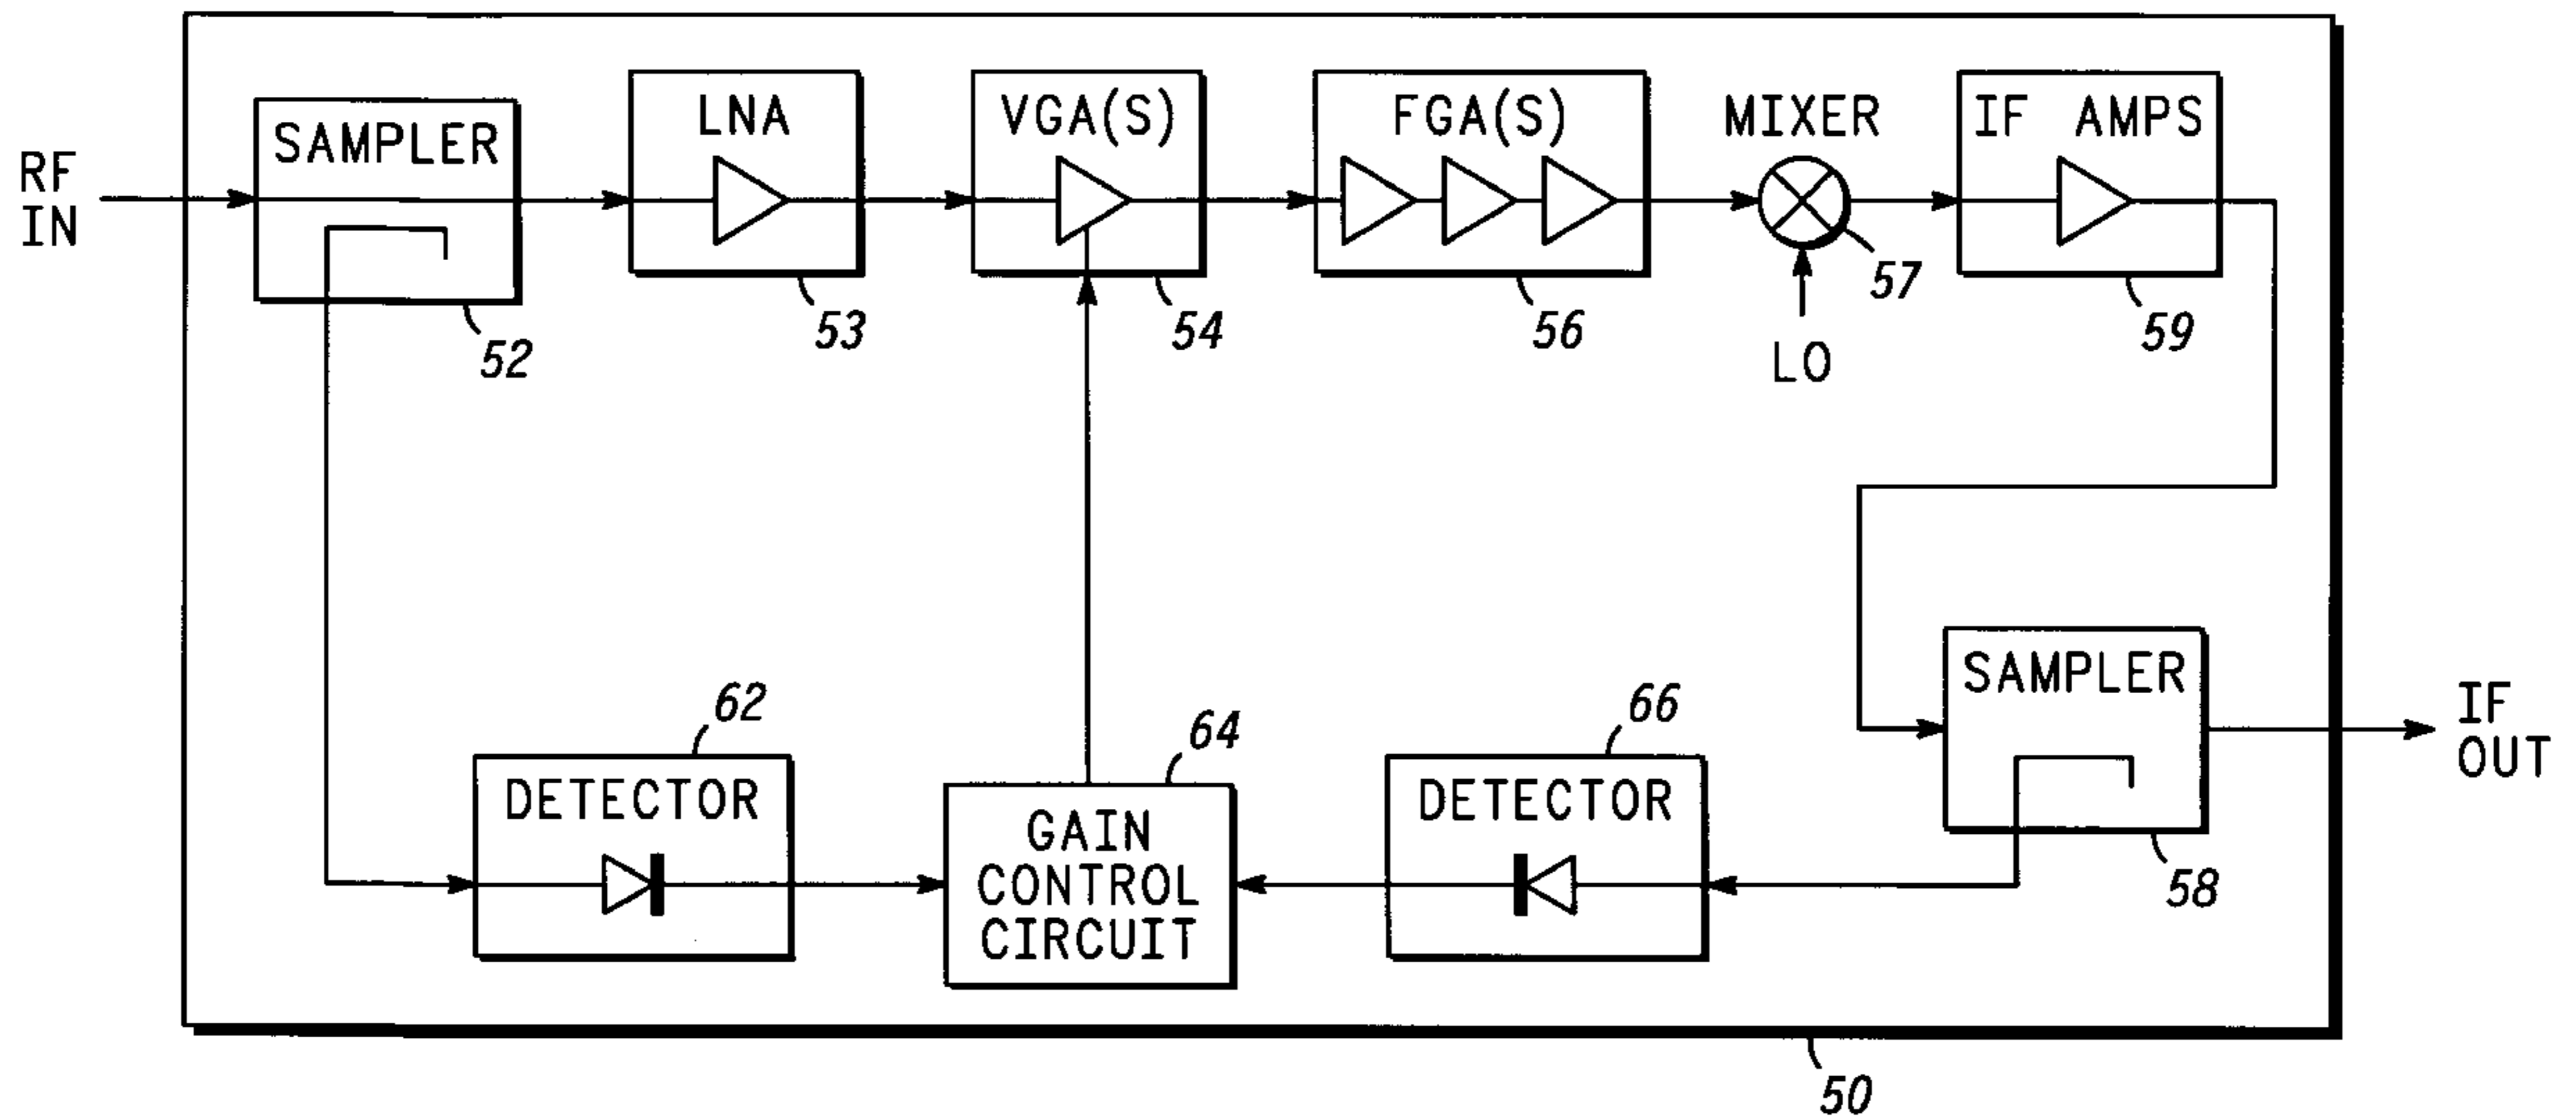 RF
IN
SAMPLER
52
LNA
53
VGA(S)
54
FGA(S)
56
MIXER
57
LO
IF AMPS
59
DETECTOR
62
GAIN
CONTROL
CIRCUIT
64
DETECTOR
66
SAMPLER
58
IF
OUT
50